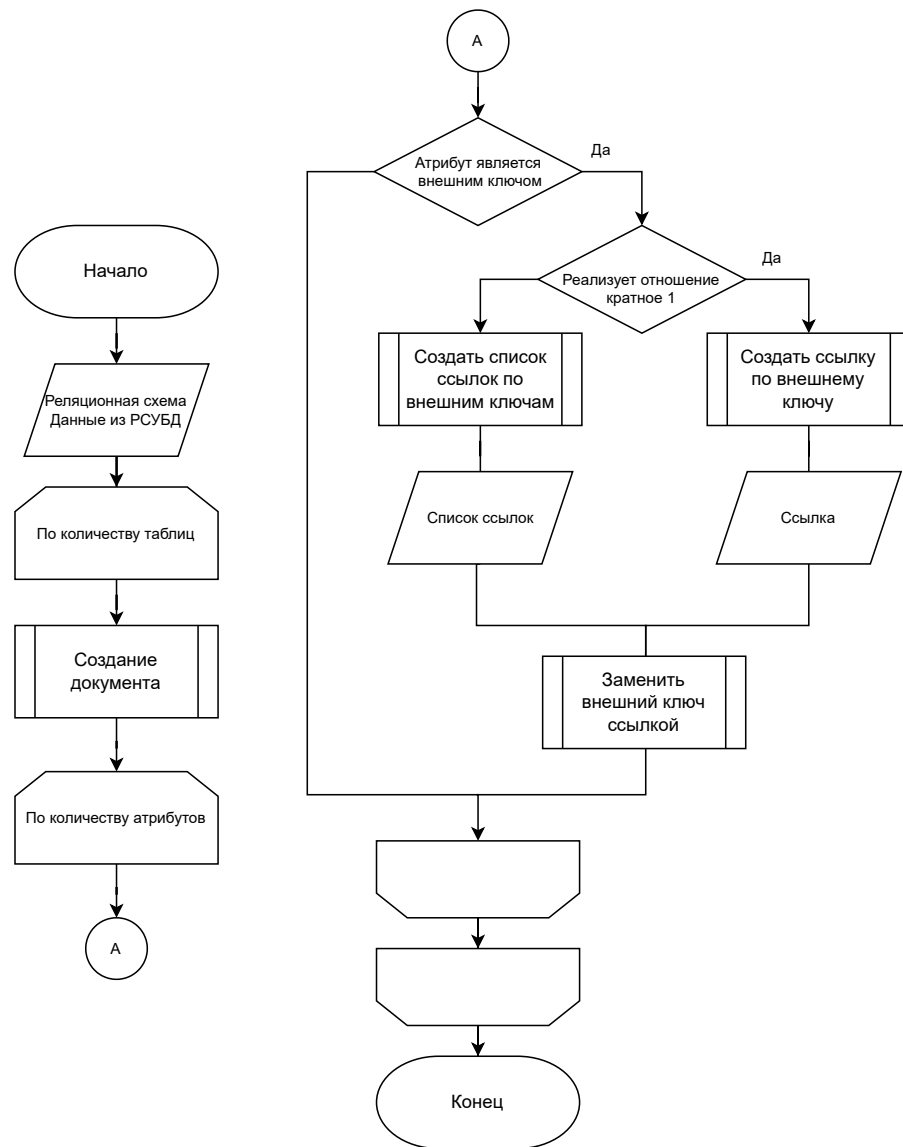 Начало
Реляционная схема
Данные из РСУБД
По количеству таблиц
Создание
документа
По количеству атрибутов
А
А
Атрибут является
внешним ключом
Да
Реализует отношение
кратное 1
Да
Создать список
ссылок по
внешним ключам
Создать ссылку
по внешнему
ключу
Список ссылок
Ссылка
Заменить
внешний ключ
ссылкой
Конец